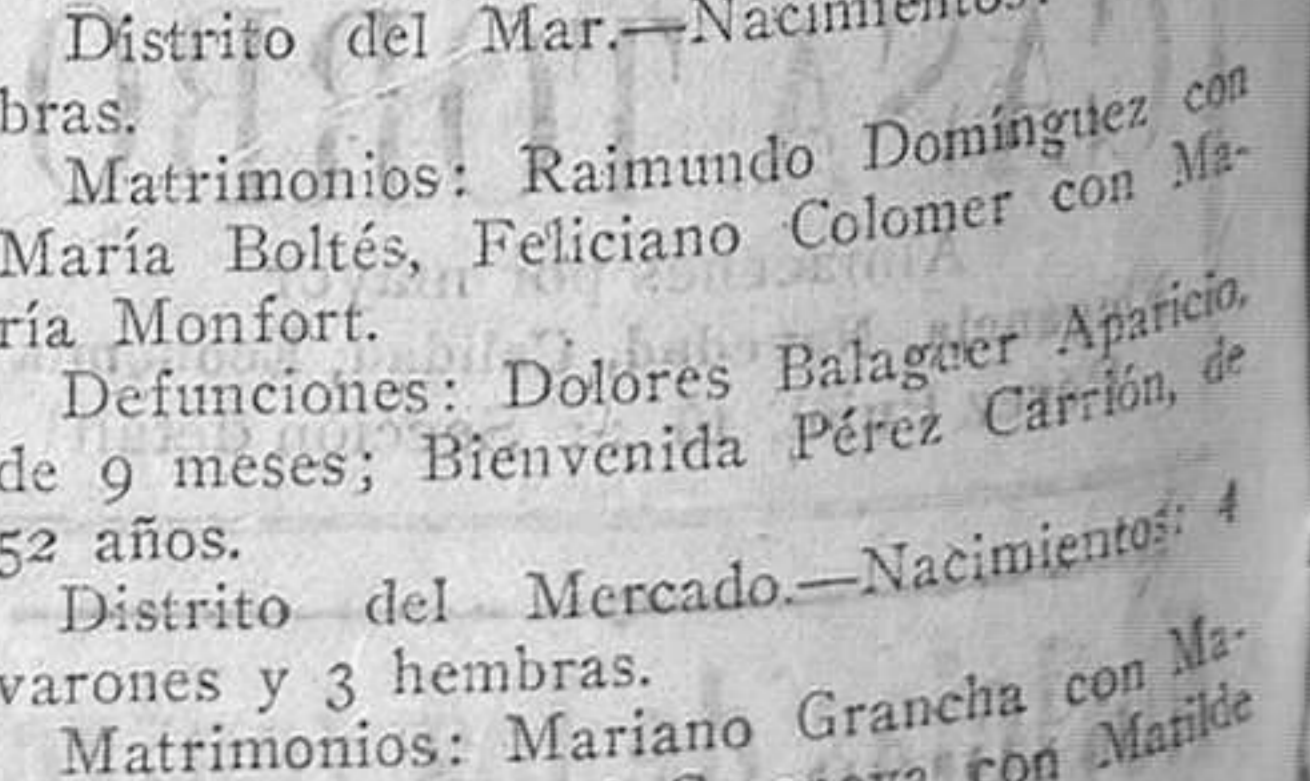 Distrito del Mar.—Nacimientos:
bras.
Matrimonios: Raimundo Domínguez con
María Boltés, Feliciano Colomer con Ma-
ría Monfort.
Defunciones: Dolores Balaguer Aparicio,
de 9 meses; Bienvenida Pérez Carrión, de
52 años.
Distrito del Mercado.—Nacimientos: 4
varones y 3 hembras.
Matrimonios: Mariano Grancha con Ma-
con Matilde